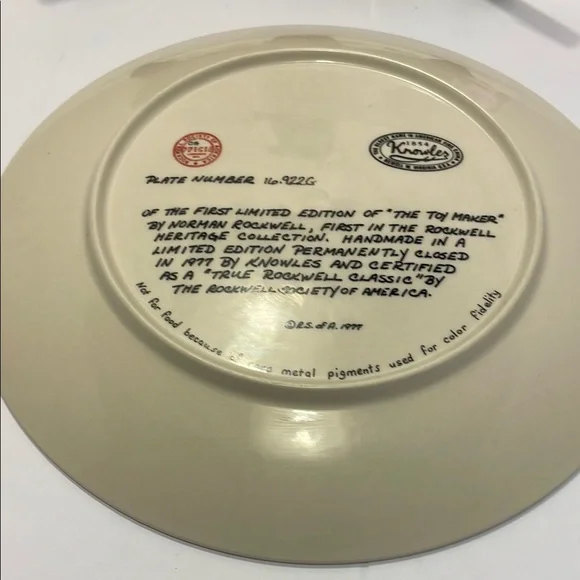 1854
Knowles
PLATE NUMBER 16.922G
OF THE FIRST LIMITED EDITION OF "THE TOY MAKER"
BY NORMAN ROCKWELL, FIRST IN THE ROCKWELL
HERITAGE COLLECTION. HANDMADE IN A
LIMITED EDITION PERMANENTLY CLOSED
IN 1977 BY KNOWLES AND CERTIFIED
AS A "TRUE ROCKWELL CLASSIC" BY
THE ROCKWELL SOCIETY OF AMERICA.
R.S. of A. 1977
Not for food because of rare metal pigments used for color fidelity